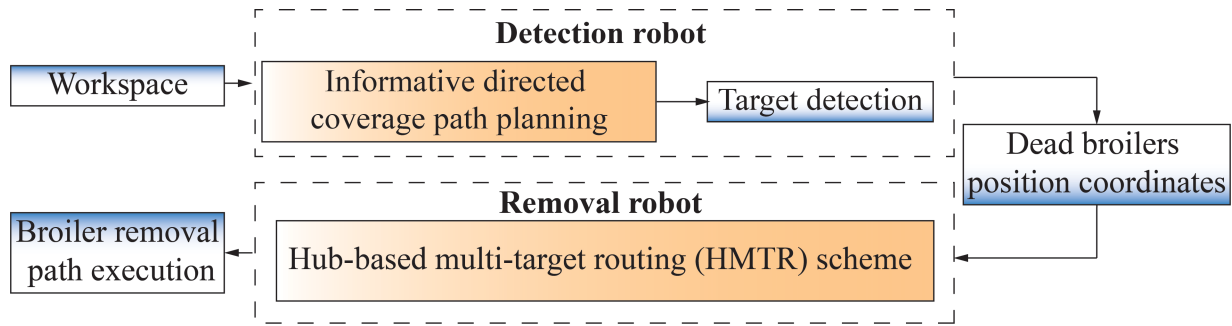 Detection robot
Workspace
Informative directed
coverage path planning
Target detection
Dead broilers
position coordinates
Removal robot
Hub-based multi-target routing (HMTR) scheme
Broiler removal
path execution